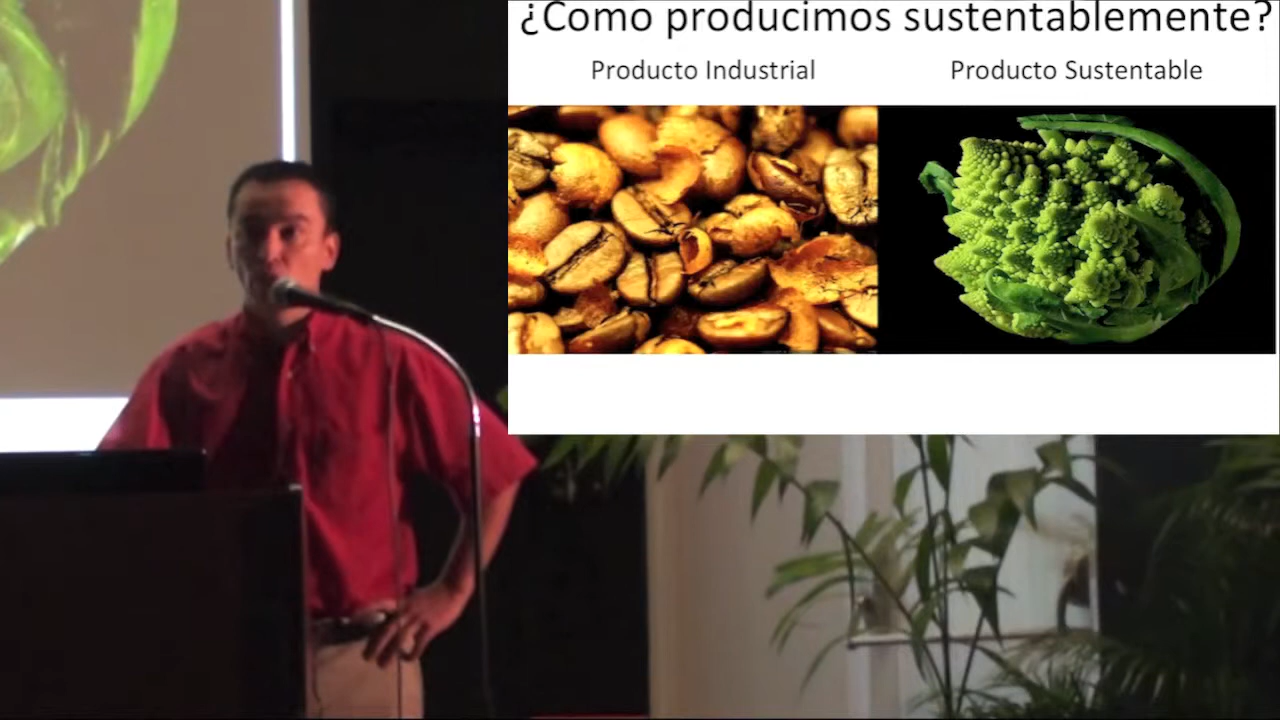 ¿Como producimos sustentablemente?
Producto Industrial
Producto Sustentable